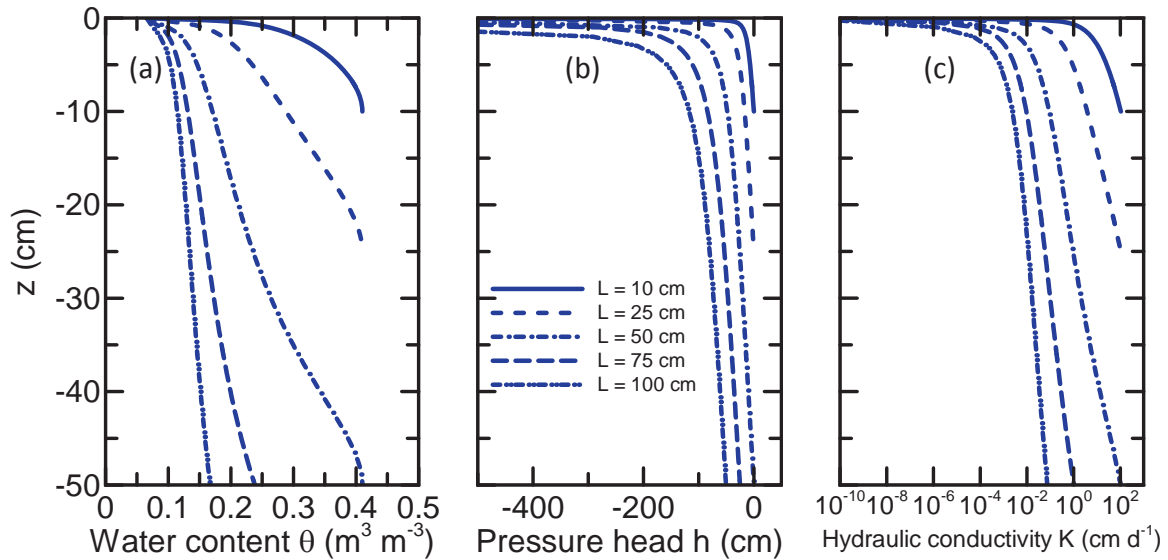 (a)
(b)
(c)
0
-10
-20
-30
-40
-50
z (cm)
0
0.1
0.2
0.3
0.4
0.5
Water content θ (m³ m⁻³)
-400
-200
0
Pressure head h (cm)
L = 10 cm
L = 25 cm
L = 50 cm
L = 75 cm
L = 100 cm
10⁻¹⁰
10⁻⁸
10⁻⁶
10⁻⁴
10⁻²
10⁰
10²
Hydraulic conductivity K (cm d⁻¹)